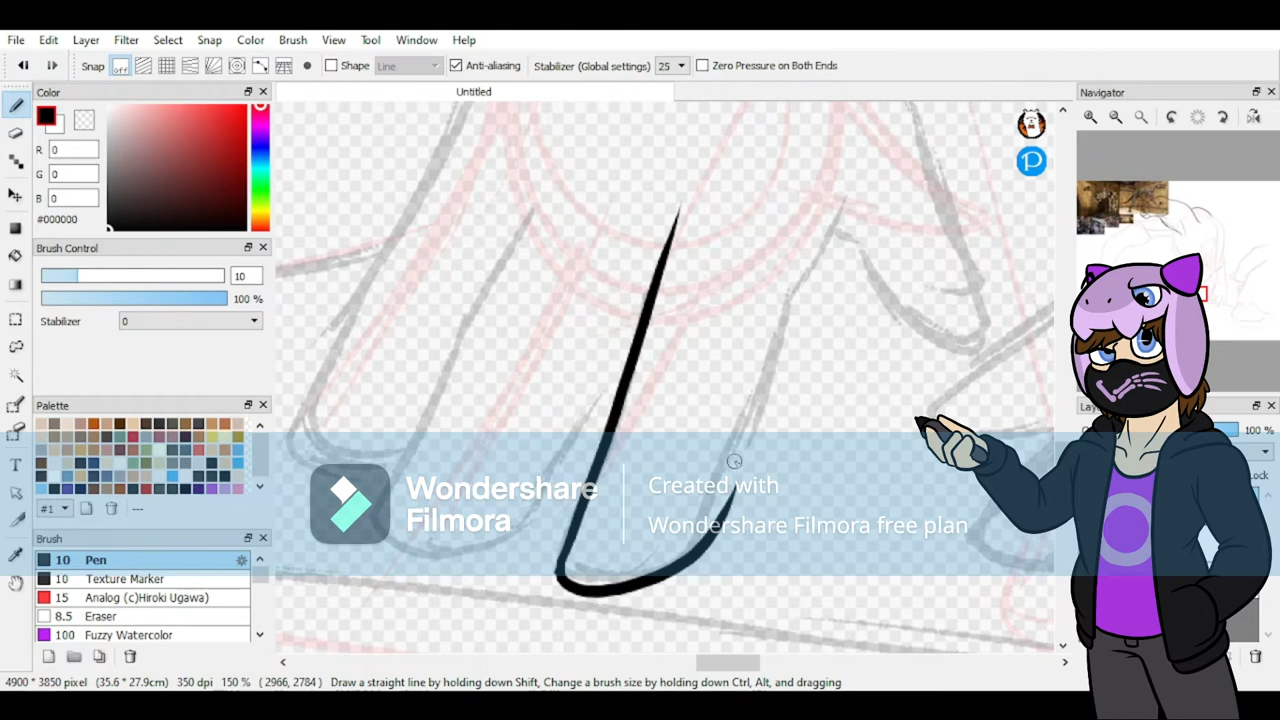 File Edit Layer Filter Select Snap Color Brush View Tool Window Help
Snap off Shape Line Anti-aliasing Stabilizer (Global settings) 25 Zero Pressure on Both Ends
Color
Untitled
Navigator
R 0
G 0
B 0
#000000
Brush Control
10
100 %
Stabilizer 0
Palette
100 %
Lock
#1 ---
Wondershare
Filmora
Created with
Wondershare Filmora free plan
Brush
10 Pen
10 Texture Marker
15 Analog (c)Hiroki Ugawa)
8.5 Eraser
100 Fuzzy Watercolor
4900 * 3850 pixel (35.6 * 27.9cm) 350 dpi 150 % ( 2966, 2784 ) Draw a straight line by holding down Shift, Change a brush size by holding down Ctrl, Alt, and dragging